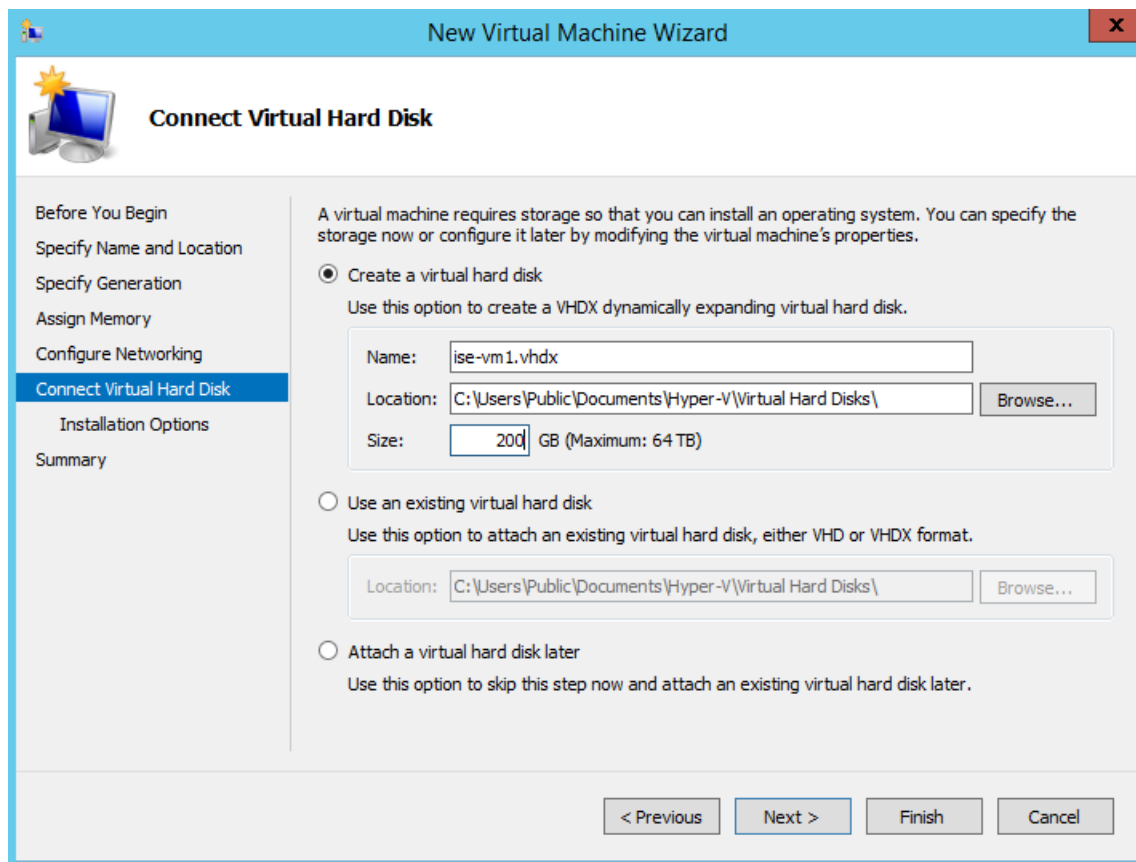 New Virtual Machine Wizard
x
Connect Virtual Hard Disk
Before You Begin
Specify Name and Location
Specify Generation
Assign Memory
Configure Networking
Connect Virtual Hard Disk
Installation Options
Summary
A virtual machine requires storage so that you can install an operating system. You can specify the
storage now or configure it later by modifying the virtual machine's properties.
Create a virtual hard disk
Use this option to create a VHDX dynamically expanding virtual hard disk.
Name: ise-vm1.vhdx
Location: C:\Users\Public\Documents\Hyper-V\Virtual Hard Disks\ Browse...
Size: 200 GB (Maximum: 64 TB)
Use an existing virtual hard disk
Use this option to attach an existing virtual hard disk, either VHD or VHDX format.
Location: C:\Users\Public\Documents\Hyper-V\Virtual Hard Disks\ Browse...
Attach a virtual hard disk later
Use this option to skip this step now and attach an existing virtual hard disk later.
< Previous Next > Finish Cancel